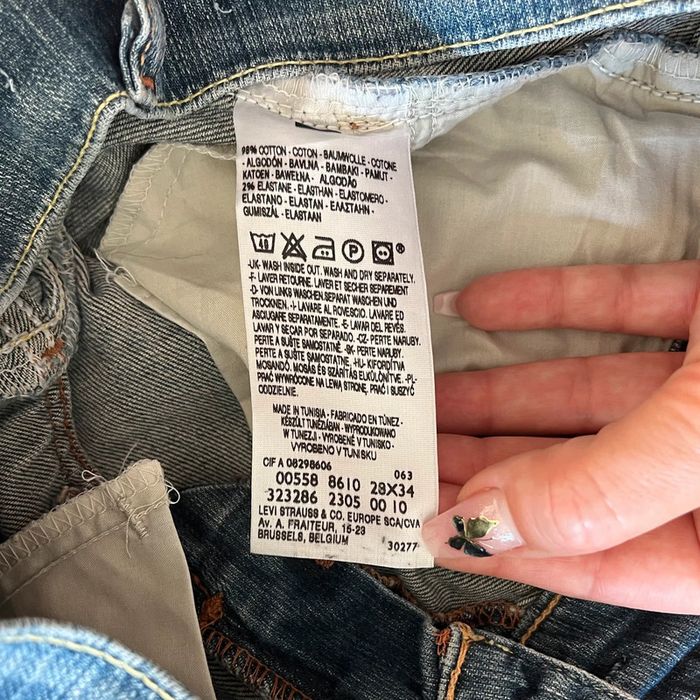 98% COTTON - COTON - BAUMWOLLE - COTONE
- ALGODÓN - BAVLNA - BAMBAKI - PAMUT -
KATOEN - BAWEŁNA - ALGODÃO
2% ELASTANE - ELASTHAN - ELASTOMERO -
ELASTANO - ELASTAN - ΕΛΑΣΤΑΗΝ -
GUMISZÁL - ELASTAAN
P
®
-UK- WASH INSIDE OUT. WASH AND DRY SEPARATELY.
-F- LAVER RETOURNE. LAVER ET SECHER SEPAREMENT
-D- VON LINKS WASCHEN.SEPARAT WASCHEN UND
TROCKNEN. -I- LAVARE AL ROVESCIO. LAVARE ED
ASCIUGARE SEPARATAMENTE. -E- LAVAR DEL REVÉS.
LAVAR Y SECAR POR SEPARADO. -CZ- PERTE NARUBY.
PERTE A SUŠTE SAMOSTATNĚ. -SK- PERTE NARUBY.
PERTE A SUŠTE SAMOSTATNE. -HU- KIFORDÍTVA
MOSANDÓ. MOSÁS ÉS SZÁRÍTÁS ELKÜLÖNÍTVE. -PL-
PRAĆ WYWRÓCONE NA LEWĄ STRONĘ, PRAĆ I SUSZYĆ
ODDZIELNIE.
MADE IN TUNISIA - FABRICADO EN TÚNEZ -
KÉSZÜLT TUNÉZIÁBAN - WYPRODUKOWANO
W TUNEZJI - VYROBENÉ V TUNISKO -
VYROBENO V TUNISKU
CIF A 08298606 063
00558 8610 28X34
323286 2305 00 10
LEVI STRAUSS & CO. EUROPE SCA/CVA
Av. A. FRAITEUR, 15-23
BRUSSELS, BELGIUM 30277